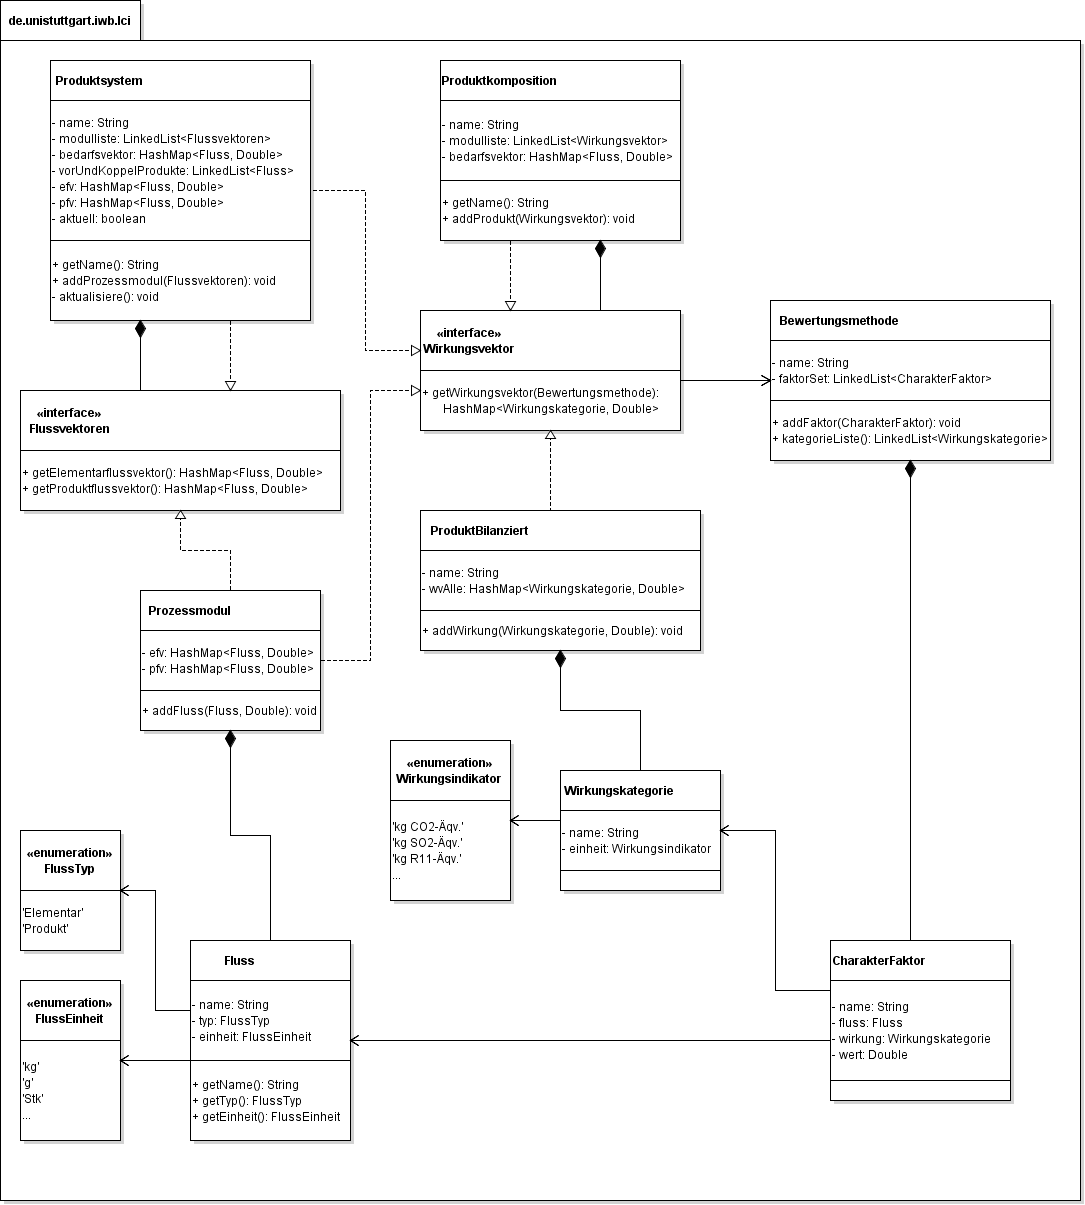 de.unistuttgart.iwb.lci
Produktsystem
- name: String
- modulliste: LinkedList<Flussvektoren>
- bedarfsvektor: HashMap<Fluss, Double>
- vorUndKoppelProdukte: LinkedList<Fluss>
- efv: HashMap<Fluss, Double>
- pfv: HashMap<Fluss, Double>
- aktuell: boolean
+ getName(): String
+ addProzessmodul(Flussvektoren): void
- aktualisiere(): void
Produktkomposition
- name: String
- modulliste: LinkedList<Wirkungsvektor>
- bedarfsvektor: HashMap<Fluss, Double>
+ getName(): String
+ addProdukt(Wirkungsvektor): void
«interface»
Wirkungsvektor
+ getWirkungsvektor(Bewertungsmethode):
HashMap<Wirkungskategorie, Double>
Bewertungsmethode
- name: String
- faktorSet: LinkedList<CharakterFaktor>
+ addFaktor(CharakterFaktor): void
+ kategorieListe(): LinkedList<Wirkungskategorie>
«interface»
Flussvektoren
+ getElementarflussvektor(): HashMap<Fluss, Double>
+ getProduktflussvektor(): HashMap<Fluss, Double>
ProduktBilanziert
- name: String
- wvAlle: HashMap<Wirkungskategorie, Double>
+ addWirkung(Wirkungskategorie, Double): void
Prozessmodul
- efv: HashMap<Fluss, Double>
- pfv: HashMap<Fluss, Double>
+ addFluss(Fluss, Double): void
«enumeration»
Wirkungsindikator
'kg CO2-Äqv.'
'kg SO2-Äqv.'
'kg R11-Äqv.'
...
Wirkungskategorie
- name: String
- einheit: Wirkungsindikator
«enumeration»
FlussTyp
'Elementar'
'Produkt'
«enumeration»
FlussEinheit
'kg'
'g'
'Stk'
...
Fluss
- name: String
- typ: FlussTyp
- einheit: FlussEinheit
+ getName(): String
+ getTyp(): FlussTyp
+ getEinheit(): FlussEinheit
CharakterFaktor
- name: String
- fluss: Fluss
- wirkung: Wirkungskategorie
- wert: Double